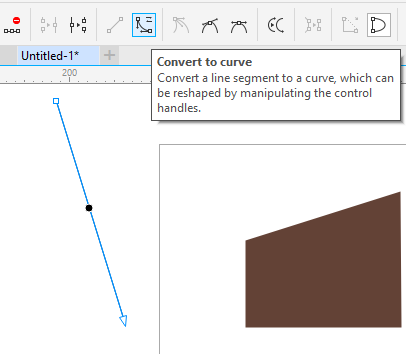 Untitled-1*
200
Convert to curve
Convert a line segment to a curve, which can
be reshaped by manipulating the control
handles.